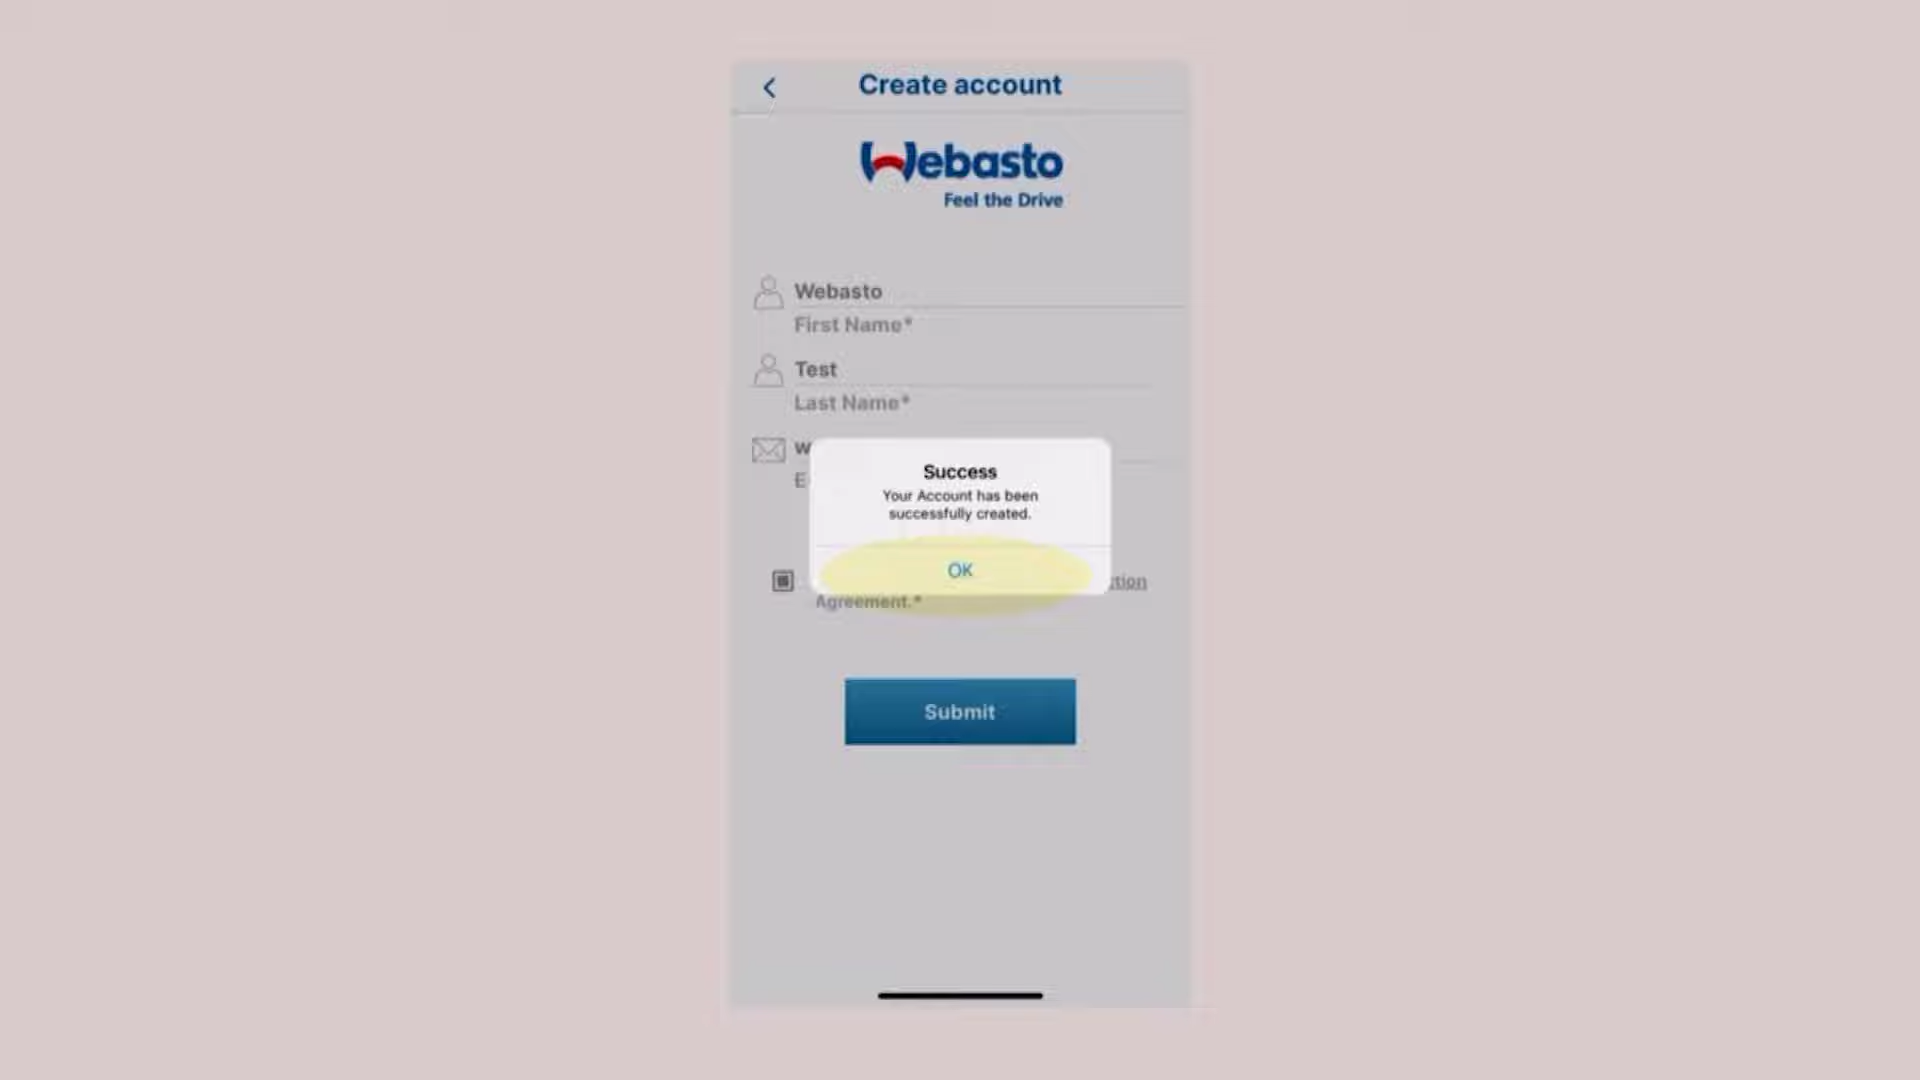 Create account
Webasto
Feel the Drive
Webasto
First Name*
Test
Last Name*
Success
Your Account has been
successfully created.
OK
Agreement.*
Submit